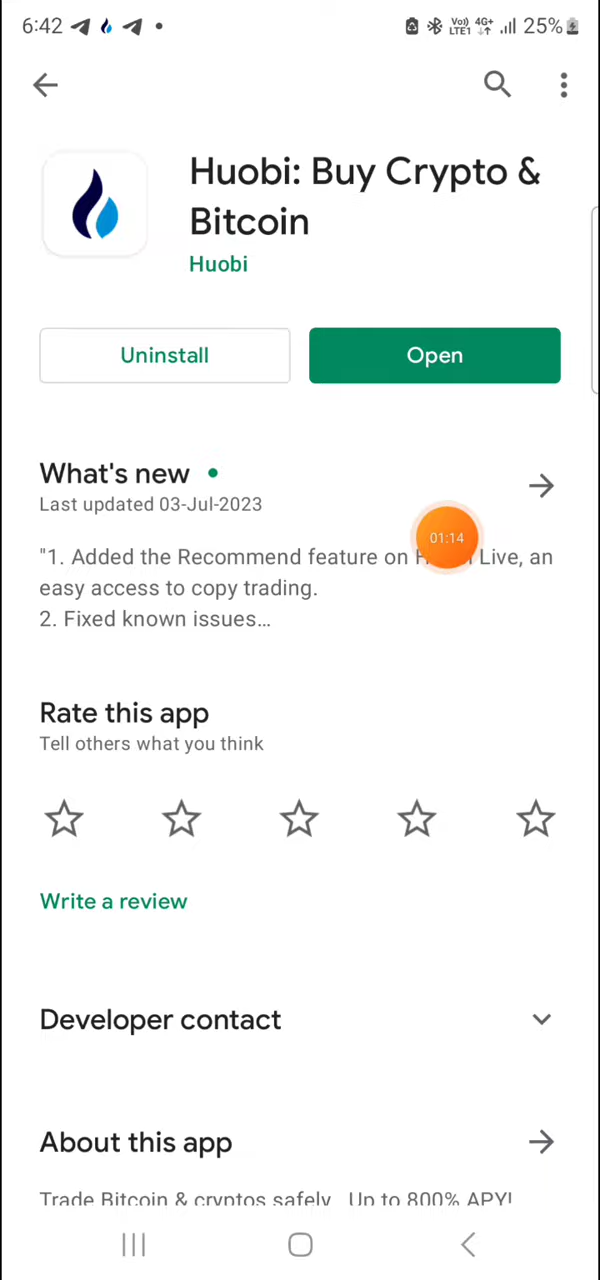 6:42
Vo)) LTE1 4G+ 25%
Huobi: Buy Crypto &
Bitcoin
Huobi
Uninstall
Open
What's new
Last updated 03-Jul-2023
01:14
"1. Added the Recommend feature on Live, an
easy access to copy trading.
2. Fixed known issues...
Rate this app
Tell others what you think
Write a review
Developer contact
About this app
Trade Bitcoin & cryptos safely Up to 800% APY!